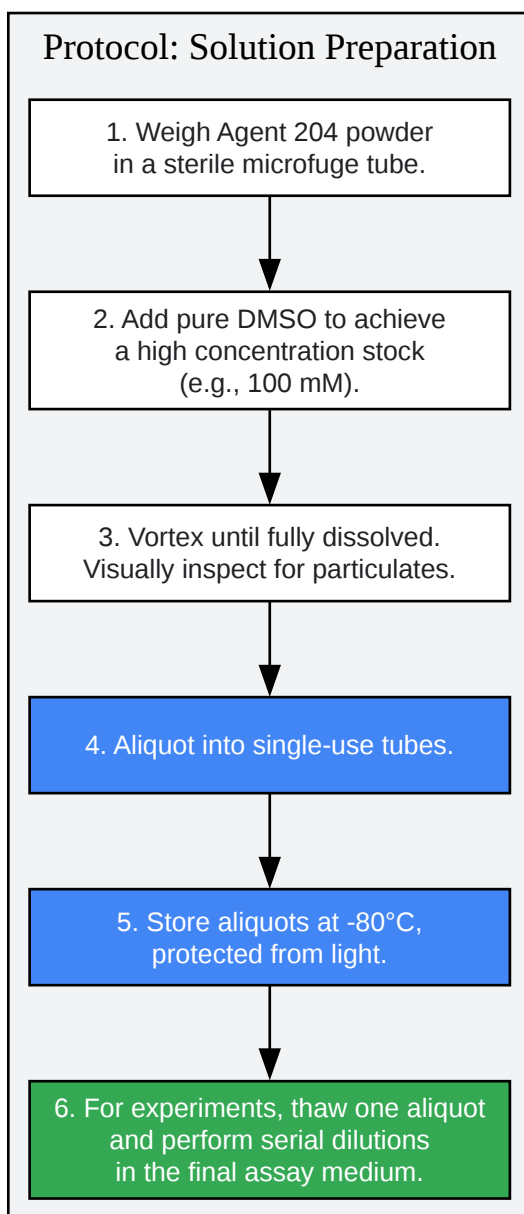 Protocol: Solution Preparation
1. Weigh Agent 204 powder
in a sterile microfuge tube.
2. Add pure DMSO to achieve
a high concentration stock
(e.g., 100 mM).
3. Vortex until fully dissolved.
Visually inspect for particulates.
4. Aliquot into single-use tubes.
5. Store aliquots at -80°C,
protected from light.
6. For experiments, thaw one aliquot
and perform serial dilutions
in the final assay medium.